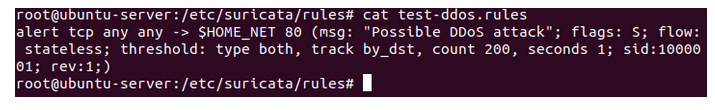 root@ubuntu-server:/etc/suricata/rules# cat test-ddos.rules
alert tcp any any -> $HOME_NET 80 (msg: "Possible DDoS attack"; flags: S; flow:
 stateless; threshold: type both, track by_dst, count 200, seconds 1; sid:10000
01; rev:1;)
root@ubuntu-server:/etc/suricata/rules#